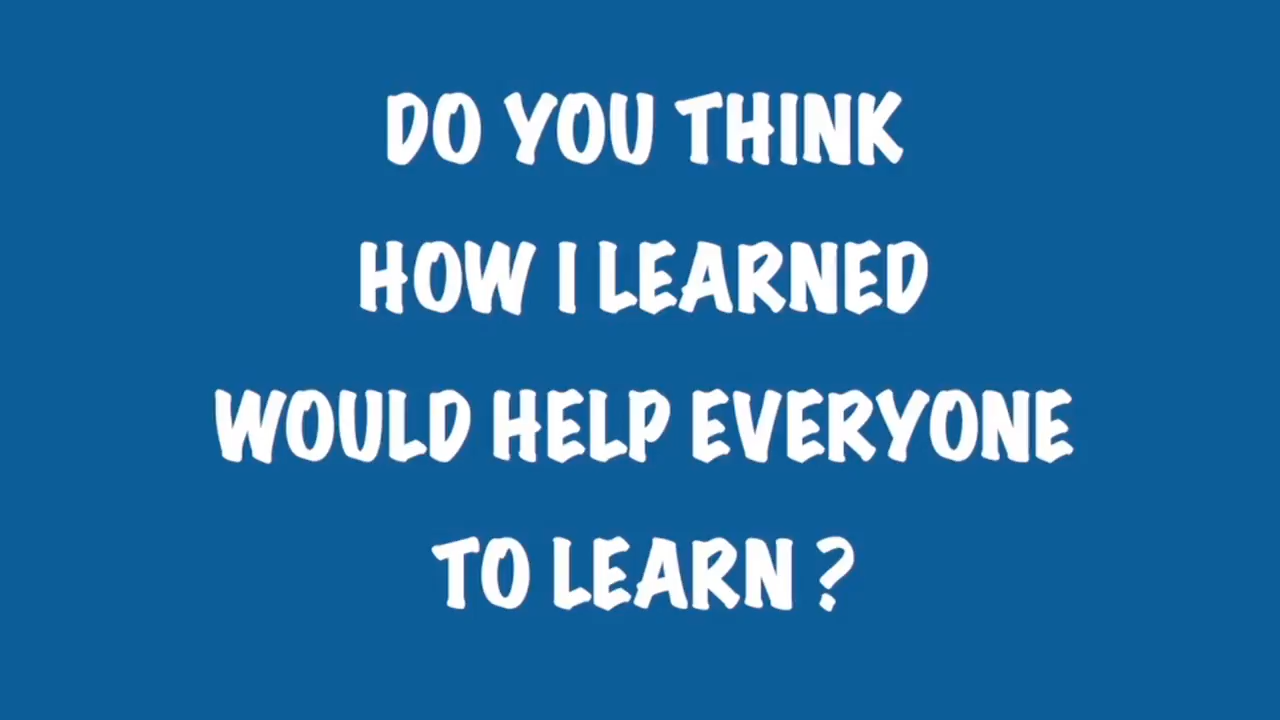 DO YOU THINK
HOW I LEARNED
WOULD HELP EVERYONE
TO LEARN ?